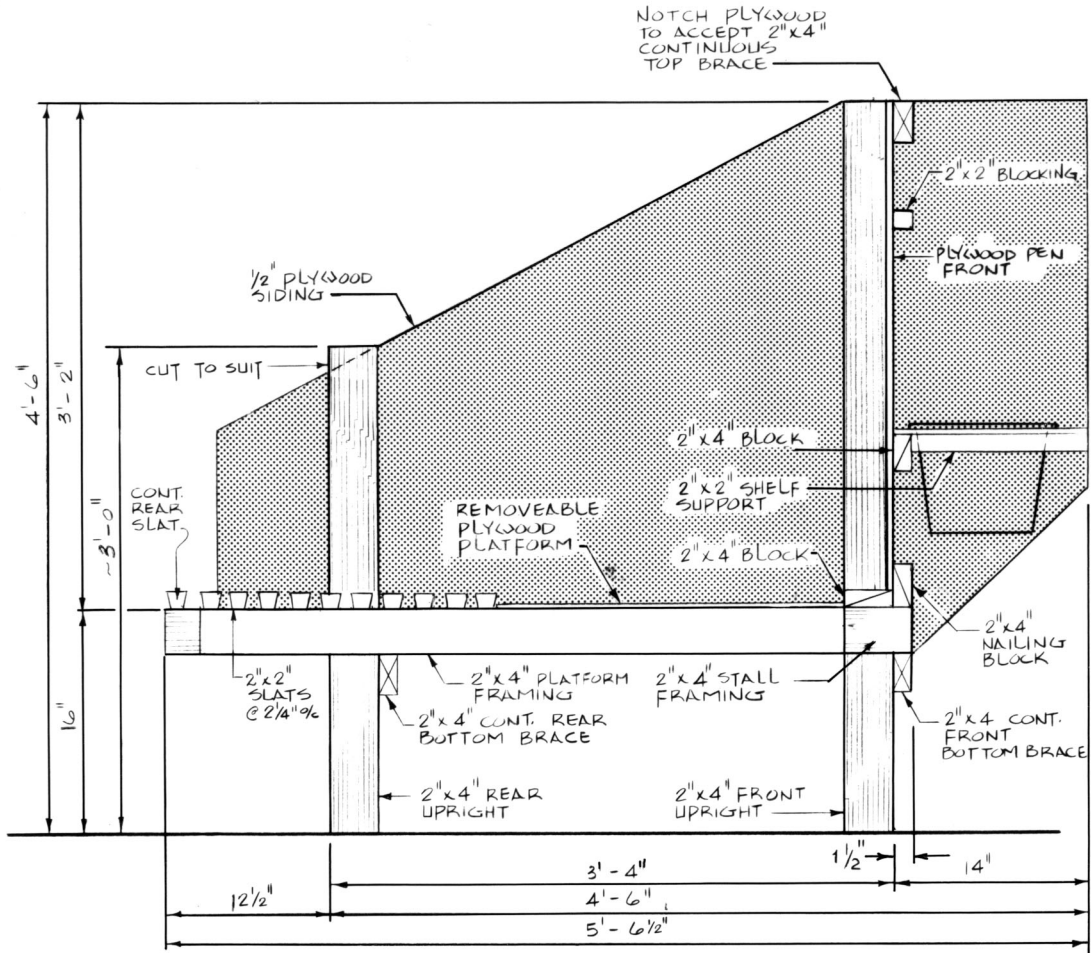 NOTCH PLYWOOD
TO ACCEPT 2"x4"
CONTINUOUS
TOP BRACE
2"x2" BLOCKING
PLYWOOD PEN
FRONT
1/2" PLYWOOD
SIDING
CUT TO SUIT
4'-6"
3'-2"
~3'-0"
16"
CONT.
REAR
SLAT
REMOVEABLE
PLYWOOD
PLATFORM
2"x4" BLOCK
2"x2" SHELF
SUPPORT
2"x4" BLOCK
2"x2"
SLATS
@ 2 1/4" o/c
2"x4" PLATFORM
FRAMING
2"x4" STALL
FRAMING
2"x4"
NAILING
BLOCK
2"x4" CONT. REAR
BOTTOM BRACE
2"x4 CONT.
FRONT
BOTTOM BRACE
2"x4" REAR
UPRIGHT
2"x4" FRONT
UPRIGHT
3'-4"
1 1/2"
14"
12 1/2"
4'-6"
5'-6 1/2"